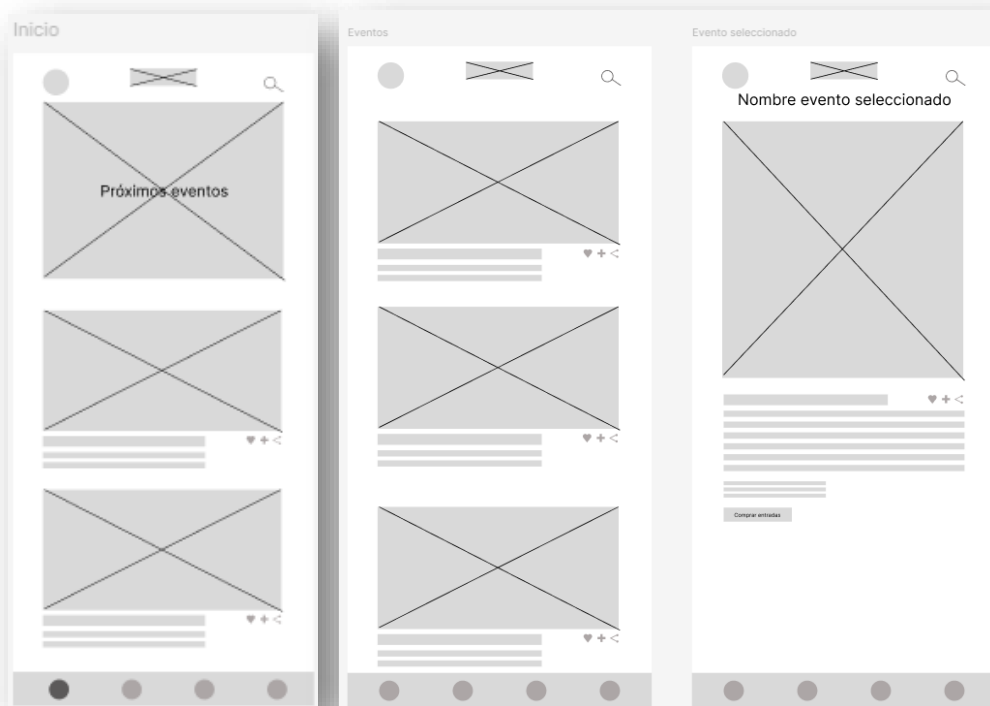 Inicio
Próximos eventos
Eventos
Evento seleccionado
Nombre evento seleccionado
Comprar entradas